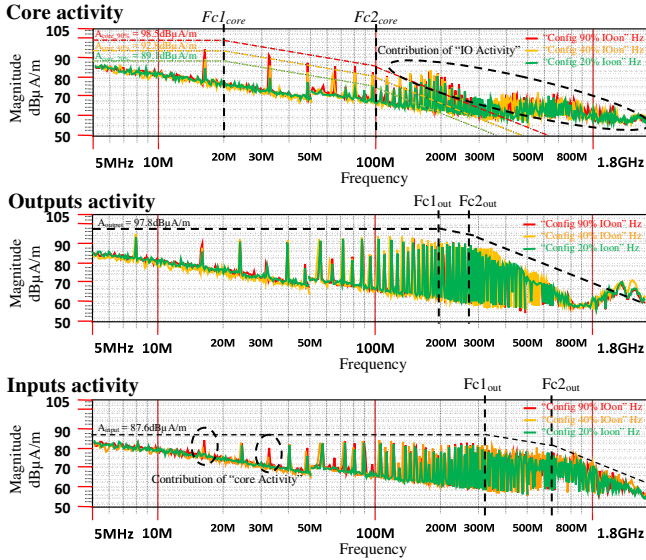 Core activity
Fc1core
Fc2core
Acore_90% = 98.5dBµA/m
Contribution of "IO Activity"
"Config 90% IOon" Hz
"Config 40% IOon" Hz
"Config 20% Ioon" Hz
Magnitude
dBµA/m
105
90
80
70
60
50
5MHz
10M
20M
30M
50M
100M
200M
300M
500M
800M
1.8GHz
Frequency
Outputs activity
Fc1out
Fc2out
Aoutput = 97.8dBµA/m
"Config 90% IOon" Hz
"Config 40% IOon" Hz
"Config 20% Ioon" Hz
Magnitude
dBµA/m
105
90
80
70
60
50
5MHz
10M
20M
30M
50M
100M
200M
300M
500M
800M
1.8GHz
Frequency
Inputs activity
Fc1out
Fc2out
Ainput = 87.6dBµA/m
"Config 90% IOon" Hz
"Config 40% IOon" Hz
"Config 20% Ioon" Hz
Contribution of "core Activity"
Magnitude
dBµA/m
105
90
80
70
60
50
5MHz
10M
20M
30M
50M
100M
200M
300M
500M
800M
1.8GHz
Frequency